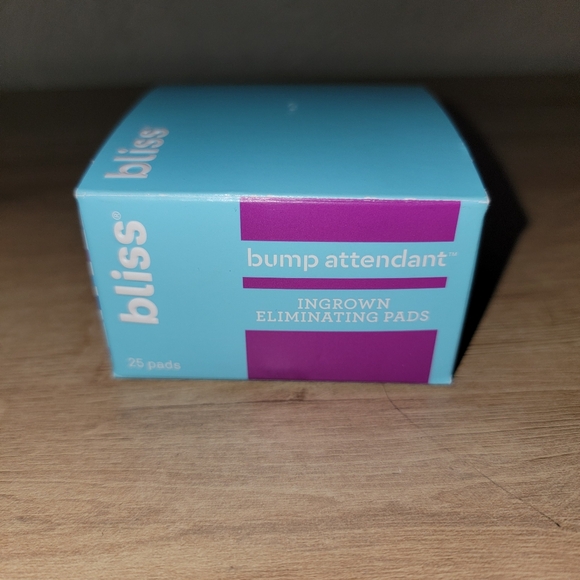 bliss
bliss®
bump attendant™
INGROWN
ELIMINATING PADS
25 pads